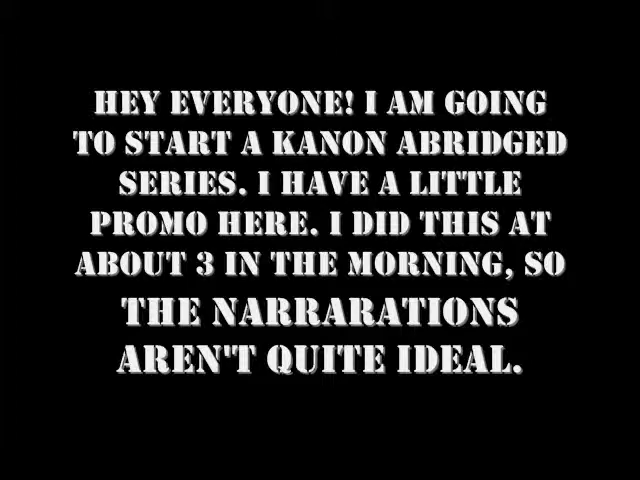 HEY EVERYONE! I AM GOING
TO START A KANON ABRIDGED
SERIES. I HAVE A LITTLE
PROMO HERE. I DID THIS AT
ABOUT 3 IN THE MORNING, SO
THE NARRARATIONS
AREN'T QUITE IDEAL.